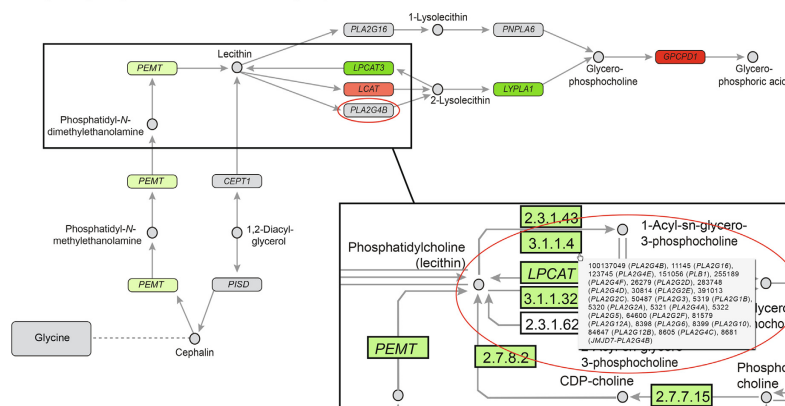 1-Lysolecithin
PLA2G16
PNPLA6
Lecithin
PEMT
LPCAT3
GPCPD1
Glycero-
phosphocholine
Glycero-
phosphoric acid
LCAT
LYPLA1
2-Lysolecithin
PLA2G4B
Phosphatidyl-N-
dimethylethanolamine
PEMT
CEPT1
Phosphatidyl-N-
methylethanolamine
1,2-Diacyl-
glycerol
PEMT
PISD
Glycine
Cephalin
2.3.1.43
1-Acyl-sn-glycero-
3-phosphocholine
3.1.1.4
Phosphatidylcholine
(lecithin)
LPCAT
3.1.1.32
2.3.1.62
100137049 (PLA2G4B), 11145 (PLA2G16),
123745 (PLA2G4E), 151056 (PLB1), 255189
(PLA2G4F), 26279 (PLA2G2D), 283748
(PLA2G4D), 30814 (PLA2G2E), 391013
(PLA2G2C), 50487 (PLA2G3), 5319 (PLA2G1B),
5320 (PLA2G2A), 5321 (PLA2G4A), 5322
(PLA2G5), 64600 (PLA2G2F), 81579
(PLA2G12A), 8398 (PLA2G6), 8399 (PLA2G10),
84647 (PLA2G12B), 8605 (PLA2G4C), 8681
(JMJD7-PLA2G4B)
3-phosphocholine
PEMT
2.7.8.2
CDP-choline
2.7.7.15
Phospho
choline